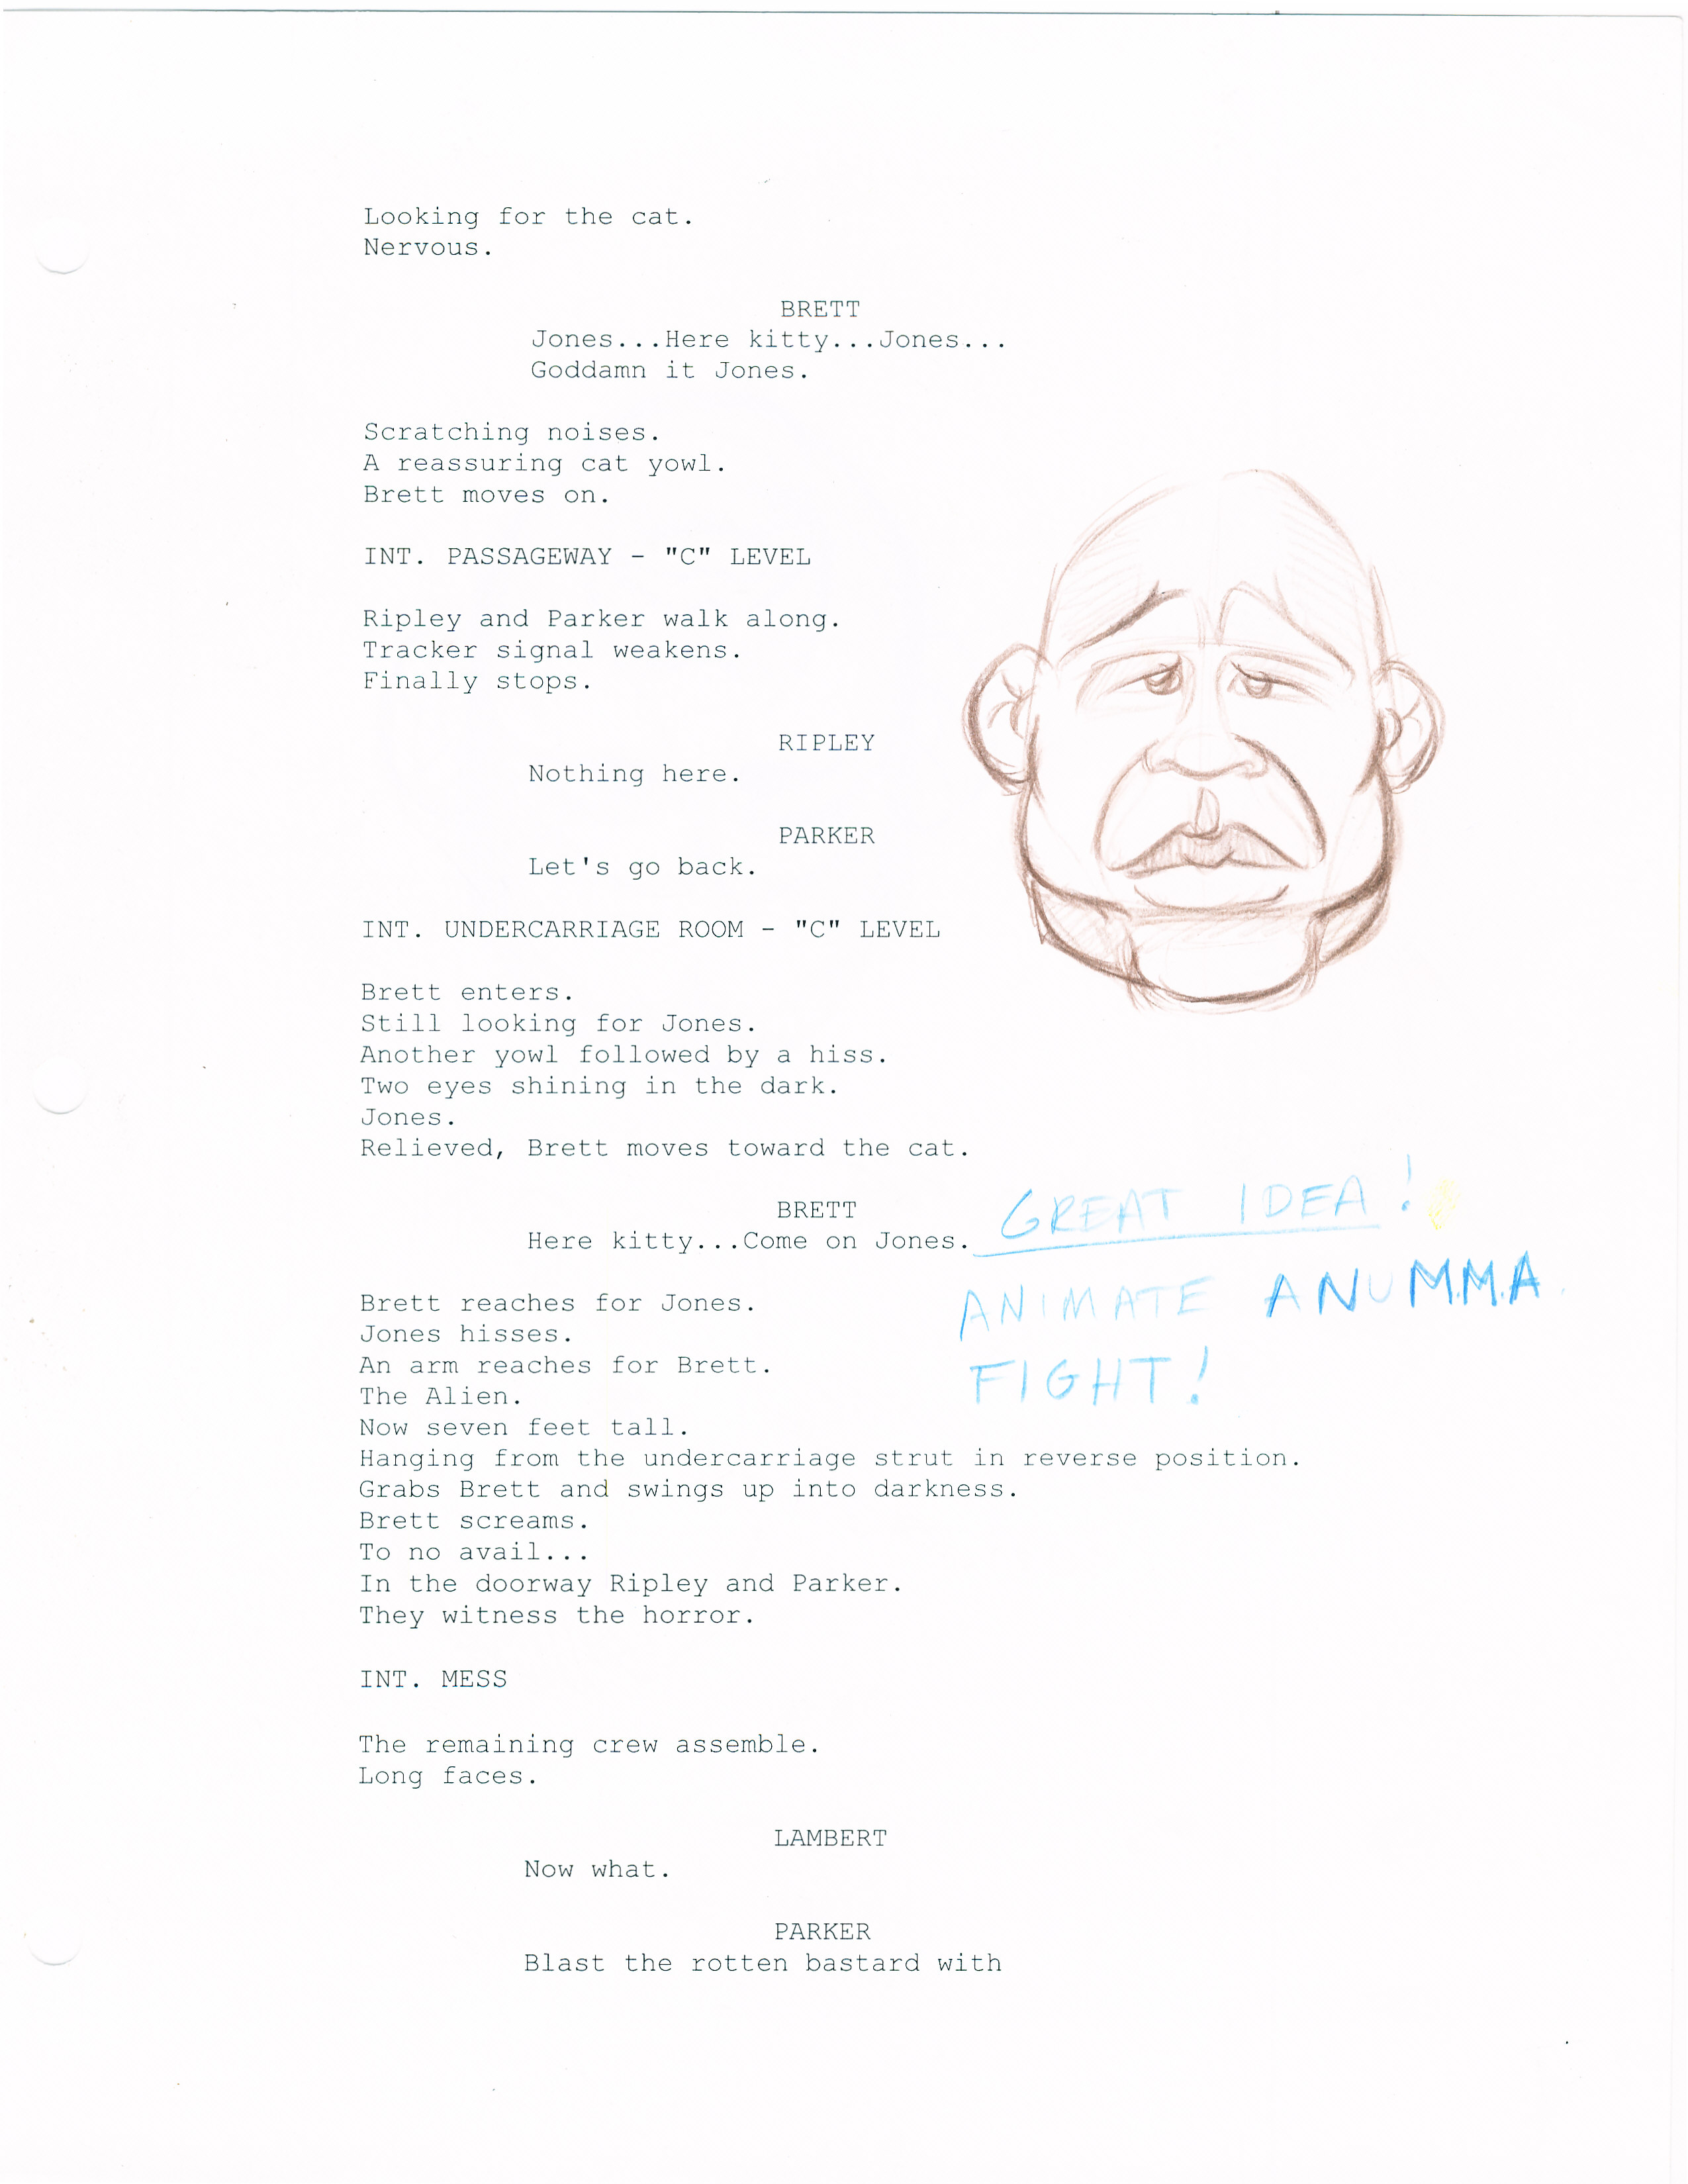 Looking for the cat.
Nervous.
BRETT
Jones...Here kitty...Jones...
Goddamn it Jones.
Scratching noises.
A reassuring cat yowl.
Brett moves on.
INT. PASSAGEWAY - "C" LEVEL
Ripley and Parker walk along.
Tracker signal weakens.
Finally stops.
RIPLEY
Nothing here.
PARKER
Let's go back.
INT. UNDERCARRIAGE ROOM - "C" LEVEL
Brett enters.
Still looking for Jones.
Another yowl followed by a hiss.
Two eyes shining in the dark.
Jones.
Relieved, Brett moves toward the cat.
BRETT
Here kitty...Come on Jones.
GREAT IDEA!
ANIMATE AN M.M.A.
FIGHT!
Brett reaches for Jones.
Jones hisses.
An arm reaches for Brett.
The Alien.
Now seven feet tall.
Hanging from the undercarriage strut in reverse position.
Grabs Brett and swings up into darkness.
Brett screams.
To no avail...
In the doorway Ripley and Parker.
They witness the horror.
INT. MESS
The remaining crew assemble.
Long faces.
LAMBERT
Now what.
PARKER
Blast the rotten bastard with